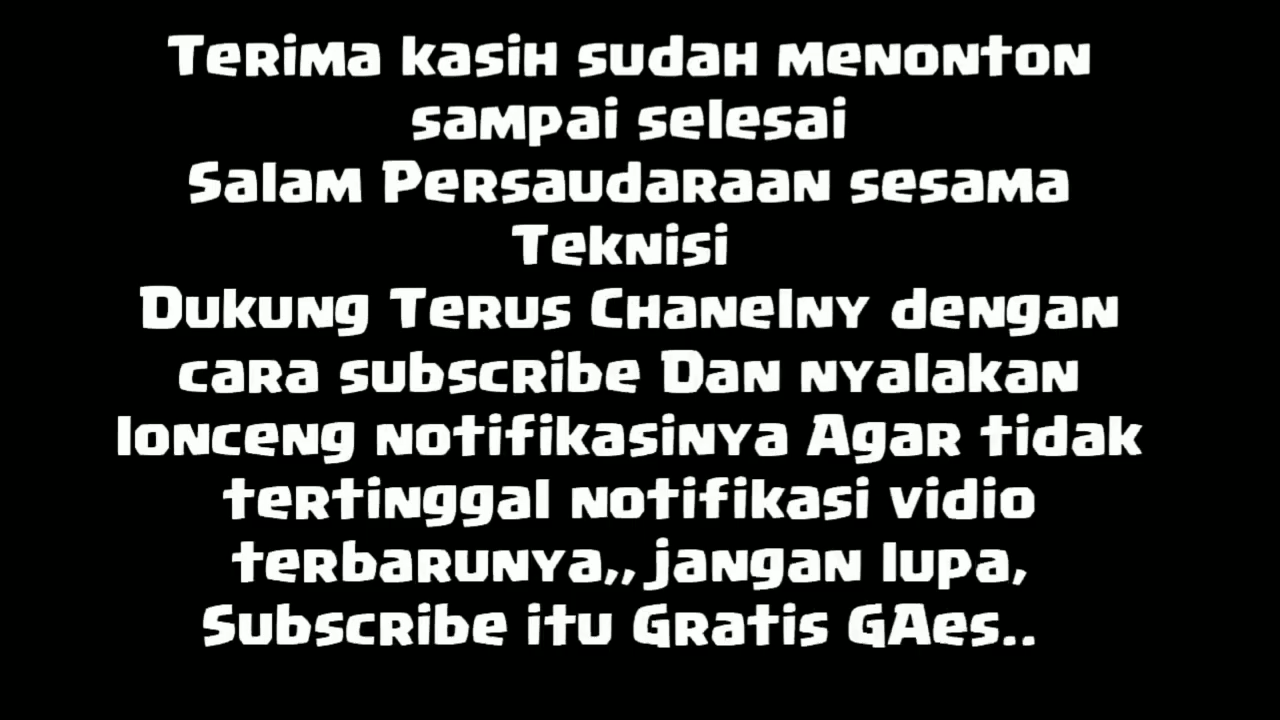 Terima kasih sudah menonton
sampai selesai
Salam Persaudaraan sesama
Teknisi
Dukung Terus Chanelny dengan
cara subscribe Dan nyalakan
lonceng notifikasinya Agar tidak
tertinggal notifikasi vidio
terbarunya,, jangan lupa,
Subscribe itu Gratis GAes..